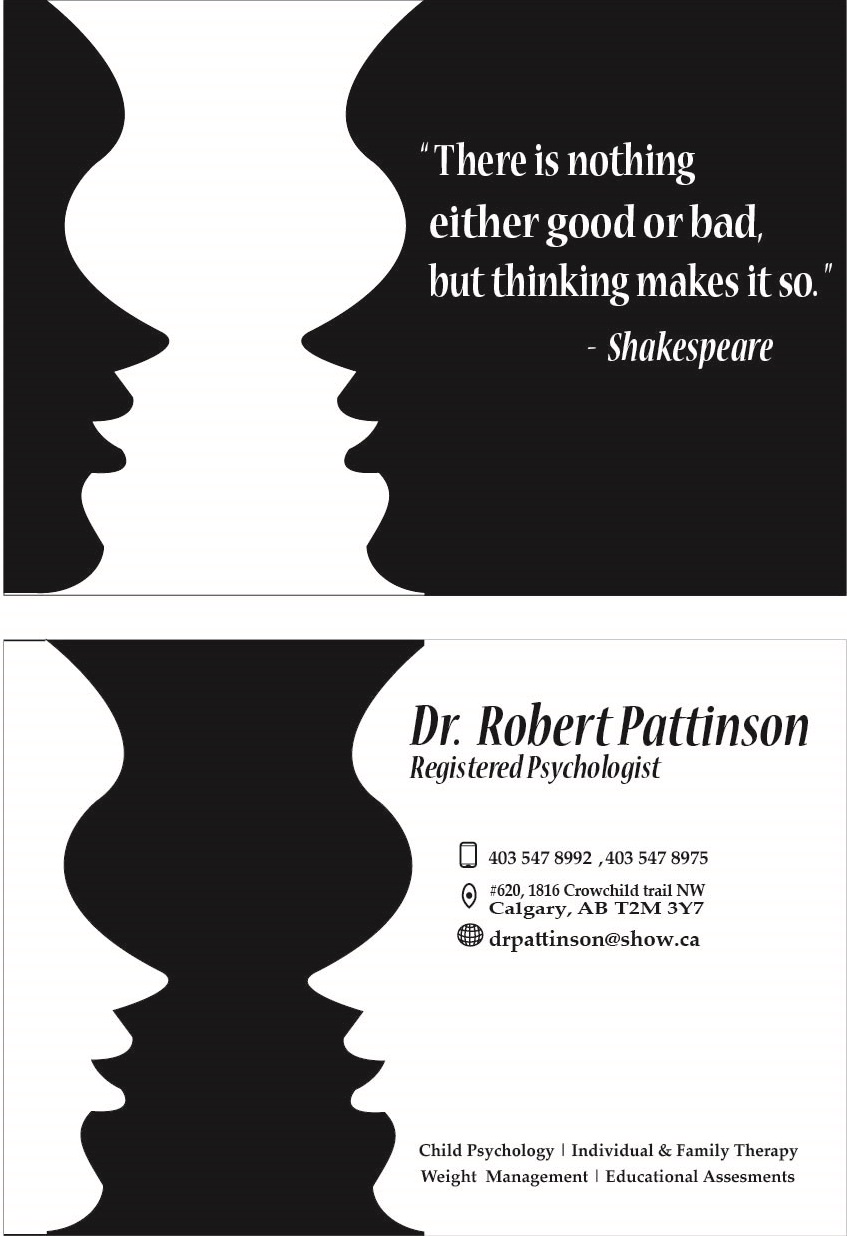 “There is nothing
either good or bad,
but thinking makes it so.”
- Shakespeare
Dr. Robert Pattinson
Registered Psychologist
403 547 8992 ,403 547 8975
#620, 1816 Crowchild trail NW
Calgary, AB T2M 3Y7
drpattinson@show.ca
Child Psychology | Individual & Family Therapy
Weight Management | Educational Assesments